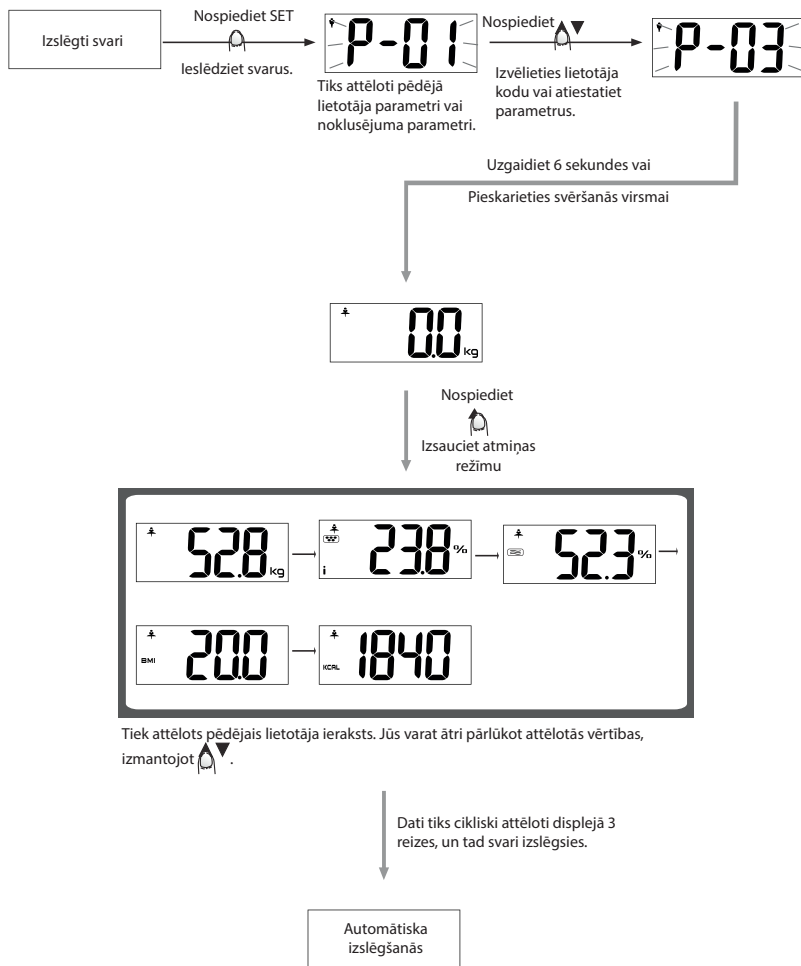 Izslēgti svari
Nospiediet SET
Ieslēdziet svarus.
P-01
Tiks attēloti pēdējā
lietotāja parametri vai
noklusējuma parametri.
Nospiediet
Izvēlieties lietotāja
kodu vai atiestatiet
parametrus.
P-03
Uzgaidiet 6 sekundes vai
Pieskarieties svēršanās virsmai
0.0 kg
Nospiediet
Izsauciet atmiņas
režīmu
52.8 kg
i 23.8 %
52.3 %
BMI 20.0
KCAL 1840
Tiek attēlots pēdējais lietotāja ieraksts. Jūs varat ātri pārlūkot attēlotās vērtības,
izmantojot .
Dati tiks cikliski attēloti displejā 3
reizes, un tad svari izslēgsies.
Automātiska
izslēgšanās